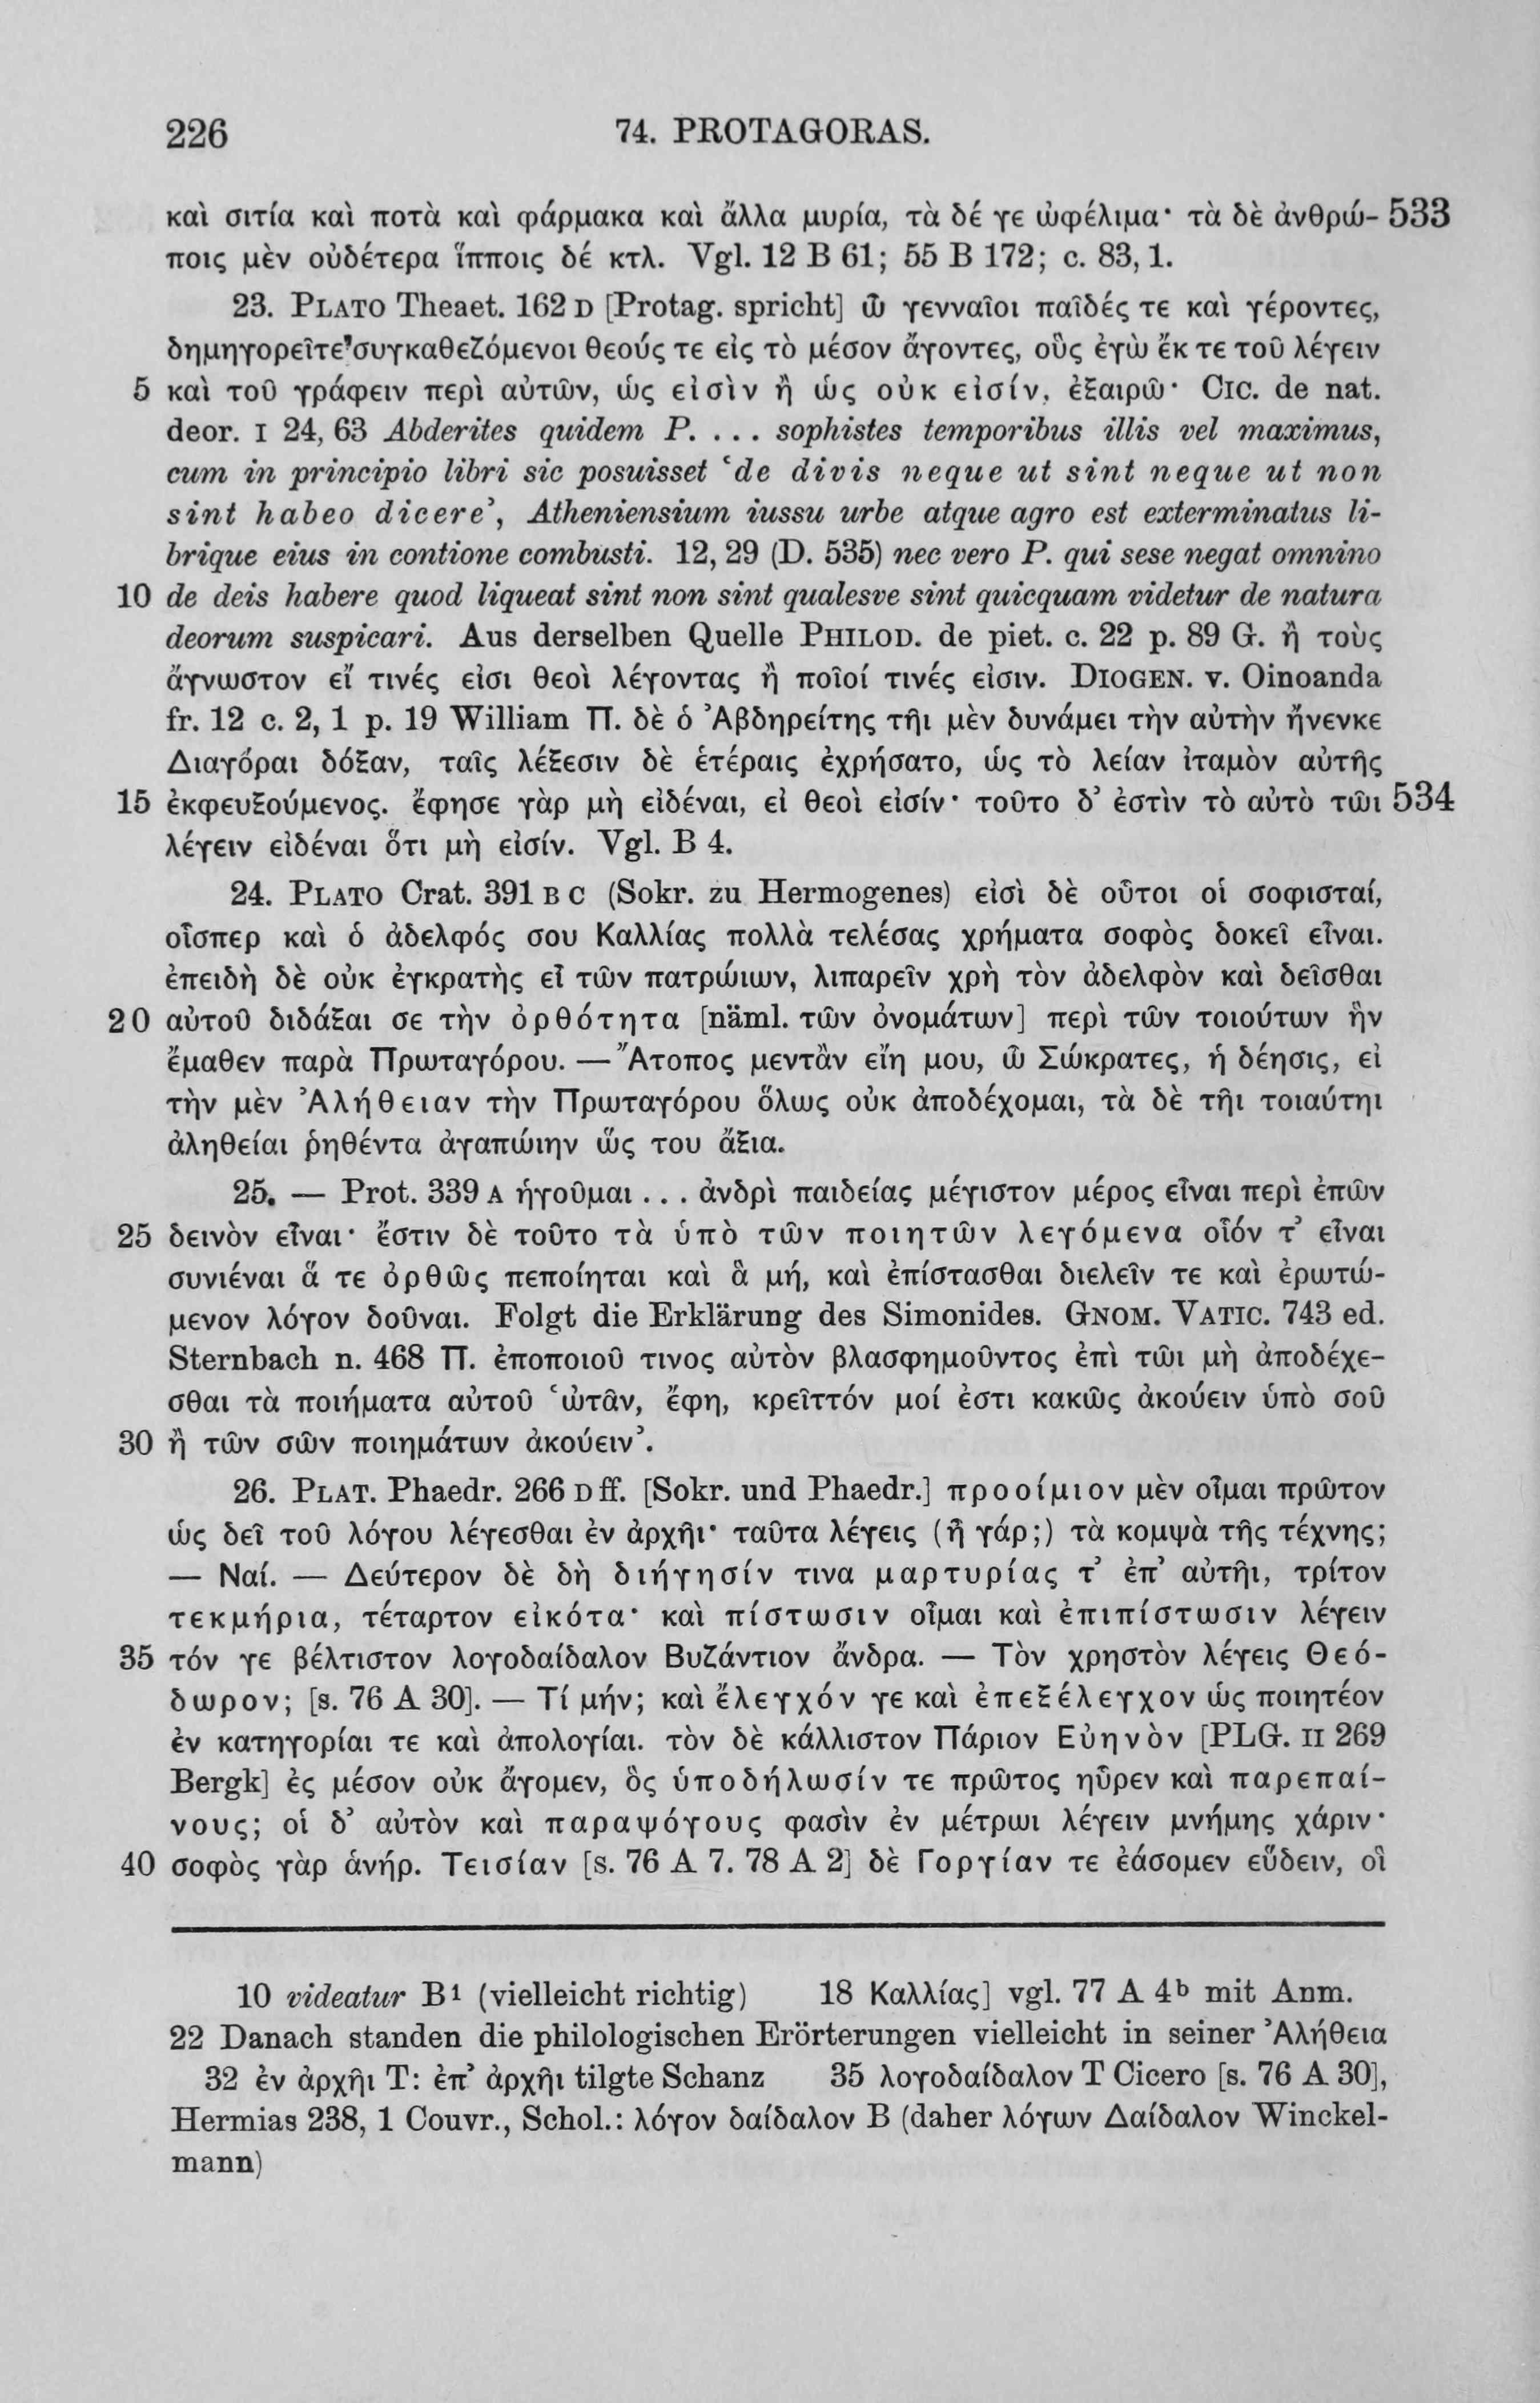 226 74. PROTAGORAS.
καὶ σιτία καὶ ποτὰ καὶ φάρμακα καὶ ἄλλα μυρία, τὰ δέ γε ὠφέλιμα· τὰ δὲ ἀνθρώ- 533
ποις μὲν οὐδέτερα ἵπποις δέ κτλ. Vgl. 12 B 61; 55 B 172; c. 83, 1.
23. PLATO Theaet. 162 D [Protag. spricht] ὦ γενναῖοι παῖδές τε καὶ γέροντες,
δημηγορεῖτε συγκαθεζόμενοι θεούς τε εἰς τὸ μέσον ἄγοντες, οὓς ἐγὼ ἔκ τε τοῦ λέγειν
5 καὶ τοῦ γράφειν περὶ αὐτῶν, ὡς εἰσὶν ἢ ὡς οὐκ εἰσίν, ἐξαιρῶ· CIC. de nat.
deor. I 24, 63 Abderites quidem P. ... sophistes temporibus illis vel maximus,
cum in principio libri sic posuisset ‘de divis neque ut sint neque ut non
sint habeo dicere’, Atheniensium iussu urbe atque agro est exterminatus li-
brique eius in contione combusti. 12, 29 (D. 535) nec vero P. qui sese negat omnino
10 de deis habere quod liqueat sint non sint qualesve sint quicquam videtur de natura
deorum suspicari. Aus derselben Quelle PHILOD. de piet. c. 22 p. 89 G. ἢ τοὺς
ἄγνωστον εἴ τινές εἰσι θεοὶ λέγοντας ἢ ποῖοί τινές εἰσιν. DIOGEN. v. Oinoanda
fr. 12 c. 2, 1 p. 19 William Π. δὲ ὁ Ἀβδηρείτης τῆι μὲν δυνάμει τὴν αὐτὴν ἤνενκε
Διαγόραι δόξαν, ταῖς λέξεσιν δὲ ἑτέραις ἐχρήσατο, ὡς τὸ λείαν ἰταμὸν αὐτῆς
15 ἐκφευξούμενος. ἔφησε γὰρ μὴ εἰδέναι, εἰ θεοὶ εἰσίν· τοῦτο δ’ ἐστὶν τὸ αὐτὸ τῶι 534
λέγειν εἰδέναι ὅτι μὴ εἰσίν. Vgl. B 4.
24. PLATO Crat. 391 B C (Sokr. zu Hermogenes) εἰσὶ δὲ οὗτοι οἱ σοφισταί,
οἷσπερ καὶ ὁ ἀδελφός σου Καλλίας πολλὰ τελέσας χρήματα σοφὸς δοκεῖ εἶναι.
ἐπειδὴ δὲ οὐκ ἐγκρατὴς εἶ τῶν πατρώιων, λιπαρεῖν χρὴ τὸν ἀδελφὸν καὶ δεῖσθαι
20 αὐτοῦ διδάξαι σε τὴν ὀρθότητα [näml. τῶν ὀνομάτων] περὶ τῶν τοιούτων ἣν
ἔμαθεν παρὰ Πρωταγόρου. — Ἄτοπος μεντἂν εἴη μου, ὦ Σώκρατες, ἡ δέησις, εἰ
τὴν μὲν Ἀλήθειαν τὴν Πρωταγόρου ὅλως οὐκ ἀποδέχομαι, τὰ δὲ τῆι τοιαύτηι
ἀληθείαι ῥηθέντα ἀγαπώιην ὥς του ἄξια.
25. — Prot. 339 A ἡγοῦμαι ... ἀνδρὶ παιδείας μέγιστον μέρος εἶναι περὶ ἐπῶν
25 δεινὸν εἶναι· ἔστιν δὲ τοῦτο τὰ ὑπὸ τῶν ποιητῶν λεγόμενα οἷόν τ’ εἶναι
συνιέναι ἅ τε ὀρθῶς πεποίηται καὶ ἃ μή, καὶ ἐπίστασθαι διελεῖν τε καὶ ἐρωτώ-
μενον λόγον δοῦναι. Folgt die Erklärung des Simonides. GNOM. VATIC. 743 ed.
Sternbach n. 468 Π. ἐποποιοῦ τινος αὐτὸν βλασφημοῦντος ἐπὶ τῶι μὴ ἀποδέχε-
σθαι τὰ ποιήματα αὐτοῦ ‘ὠτᾶν, ἔφη, κρεῖττόν μοί ἐστι κακῶς ἀκούειν ὑπὸ σοῦ
30 ἢ τῶν σῶν ποιημάτων ἀκούειν’.
26. PLAT. Phaedr. 266 D ff. [Sokr. und Phaedr.] προοίμιον μὲν οἶμαι πρῶτον
ὡς δεῖ τοῦ λόγου λέγεσθαι ἐν ἀρχῆι· ταῦτα λέγεις (ἦ γάρ;) τὰ κομψὰ τῆς τέχνης;
— Ναί. — Δεύτερον δὲ δὴ διήγησίν τινα μαρτυρίας τ’ ἐπ’ αὐτῆι, τρίτον
τεκμήρια, τέταρτον εἰκότα· καὶ πίστωσιν οἶμαι καὶ ἐπιπίστωσιν λέγειν
35 τόν γε βέλτιστον λογοδαίδαλον Βυζάντιον ἄνδρα. — Τὸν χρηστὸν λέγεις Θεό-
δωρον; [s. 76 A 30]. — Τί μήν; καὶ ἔλεγχόν γε καὶ ἐπεξέλεγχον ὡς ποιητέον
ἐν κατηγορίαι τε καὶ ἀπολογίαι. τὸν δὲ κάλλιστον Πάριον Εὐηνὸν [PLG. II 269
Bergk] ἐς μέσον οὐκ ἄγομεν, ὃς ὑποδήλωσίν τε πρῶτος ηὗρεν καὶ παρεπαί-
νους; οἱ δ’ αὐτὸν καὶ παραψόγους φασὶν ἐν μέτρωι λέγειν μνήμης χάριν·
40 σοφὸς γὰρ ἁνήρ. Τεισίαν [s. 76 A 7. 78 A 2] δὲ Γοργίαν τε ἐάσομεν εὕδειν, οἳ
10 videatur B¹ (vielleicht richtig) 18 Καλλίας] vgl. 77 A 4ᵇ mit Anm.
22 Danach standen die philologischen Erörterungen vielleicht in seiner Ἀλήθεια
32 ἐν ἀρχῆι T: ἐπ’ ἀρχῆι tilgte Schanz 35 λογοδαίδαλον T Cicero [s. 76 A 30],
Hermias 238, 1 Couvr., Schol.: λόγον δαίδαλον B (daher λόγων Δαίδαλον Winckel-
mann)